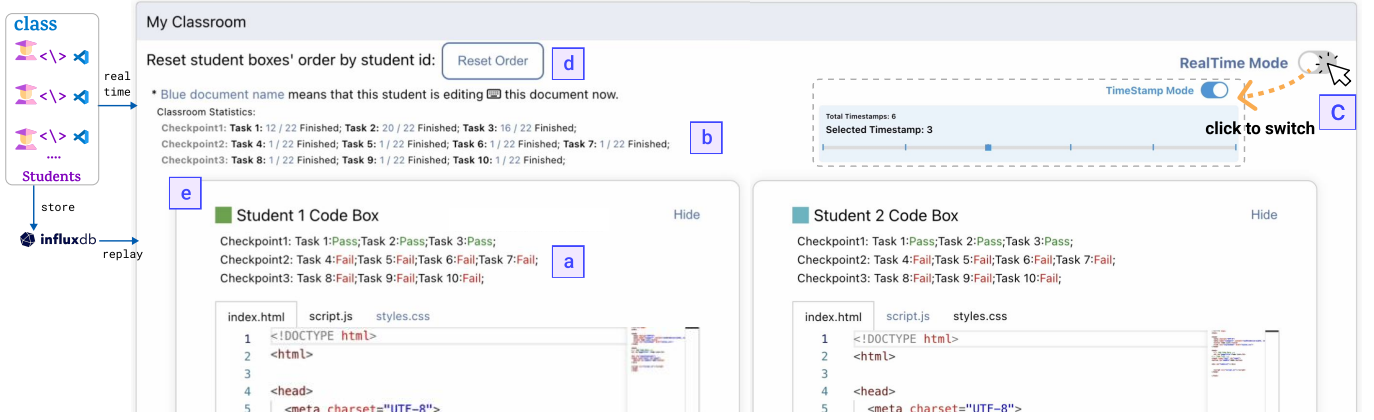 class
<\>
<\>
<\>
....
Students
real
time
store
influxdb
replay
My Classroom
Reset student boxes' order by student id:
Reset Order
d
RealTime Mode
* Blue document name means that this student is editing ⌨ this document now.
TimeStamp Mode
C
click to switch
Classroom Statistics:
Checkpoint1: Task 1: 12 / 22 Finished; Task 2: 20 / 22 Finished; Task 3: 16 / 22 Finished;
Checkpoint2: Task 4: 1 / 22 Finished; Task 5: 1 / 22 Finished; Task 6: 1 / 22 Finished; Task 7: 1 / 22 Finished;
Checkpoint3: Task 8: 1 / 22 Finished; Task 9: 1 / 22 Finished; Task 10: 1 / 22 Finished;
b
Total Timestamps: 6
Selected Timestamp: 3
e
Student 1 Code Box
Hide
Checkpoint1: Task 1:Pass;Task 2:Pass;Task 3:Pass;
Checkpoint2: Task 4:Fail;Task 5:Fail;Task 6:Fail;Task 7:Fail;
Checkpoint3: Task 8:Fail;Task 9:Fail;Task 10:Fail;
a
index.html script.js styles.css
1 <!DOCTYPE html>
2 <html>
3
4 <head>
5 <meta charset="UTF-8">
Student 2 Code Box
Hide
Checkpoint1: Task 1:Pass;Task 2:Pass;Task 3:Pass;
Checkpoint2: Task 4:Fail;Task 5:Fail;Task 6:Fail;Task 7:Fail;
Checkpoint3: Task 8:Fail;Task 9:Fail;Task 10:Fail;
index.html script.js styles.css
1 <!DOCTYPE html>
2 <html>
3
4 <head>
5 <meta charset="UTF-8">